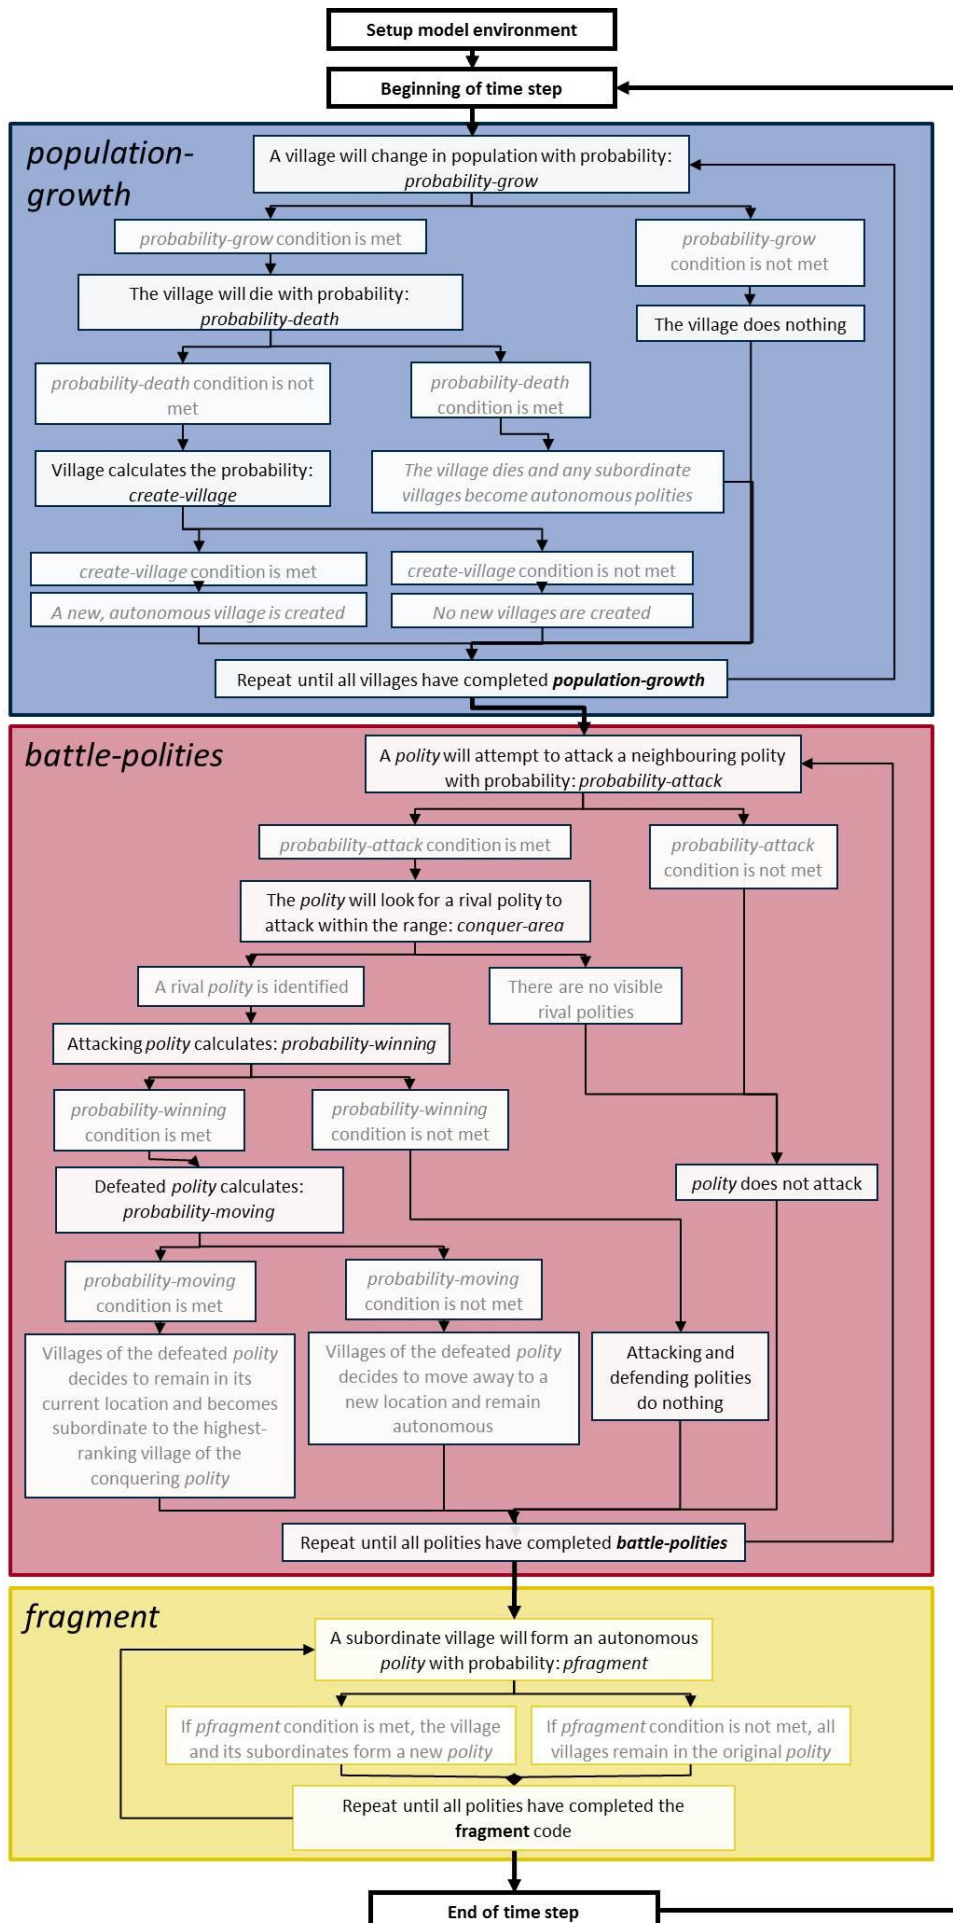 Setup model environment
Beginning of time step
population-
growth
A village will change in population with probability:
probability-grow
probability-grow condition is met
probability-grow
condition is not met
The village will die with probability:
probability-death
The village does nothing
probability-death condition is not
met
probability-death
condition is met
Village calculates the probability:
create-village
The village dies and any subordinate
villages become autonomous polities
create-village condition is met
create-village condition is not met
A new, autonomous village is created
No new villages are created
Repeat until all villages have completed population-growth
battle-polities
A polity will attempt to attack a neighbouring polity
with probability: probability-attack
probability-attack condition is met
probability-attack
condition is not met
The polity will look for a rival polity to
attack within the range: conquer-area
A rival polity is identified
There are no visible
rival polities
Attacking polity calculates: probability-winning
probability-winning
condition is met
probability-winning
condition is not met
Defeated polity calculates:
probability-moving
polity does not attack
probability-moving
condition is met
probability-moving
condition is not met
Villages of the defeated polity
decides to remain in its
current location and becomes
subordinate to the highest-
ranking village of the
conquering polity
Villages of the defeated polity
decides to move away to a
new location and remain
autonomous
Attacking and
defending polities
do nothing
Repeat until all polities have completed battle-polities
fragment
A subordinate village will form an autonomous
polity with probability: pfragment
If pfragment condition is met, the village
and its subordinates form a new polity
If pfragment condition is not met, all
villages remain in the original polity
Repeat until all polities have completed the
fragment code
End of time step